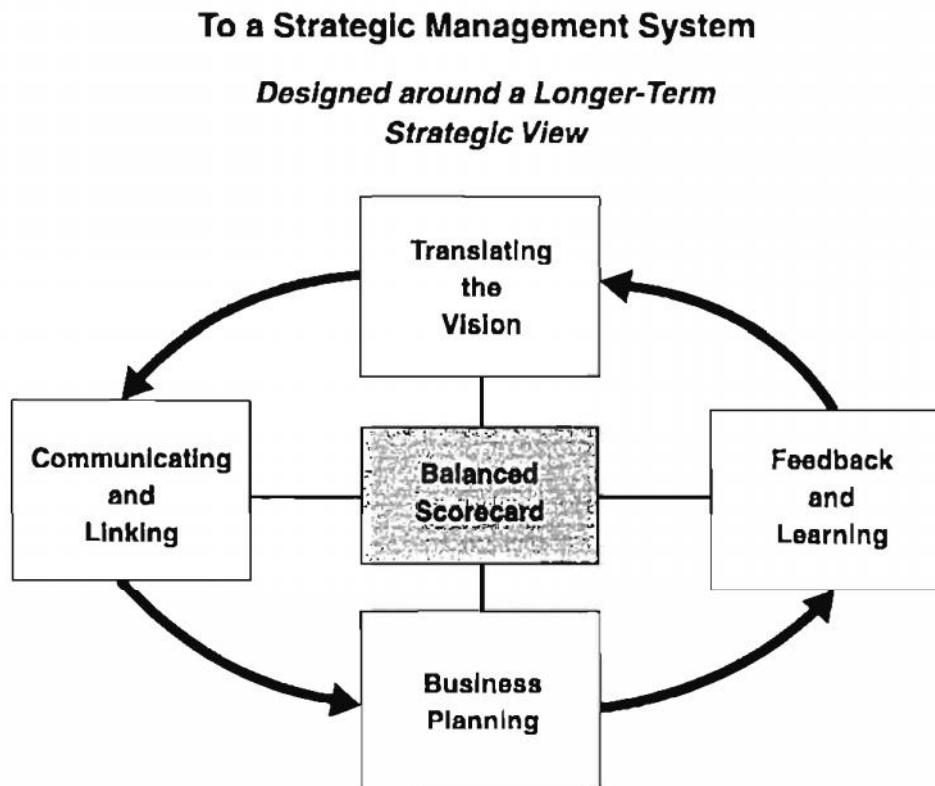 To a Strategic Management System
Designed around a Longer-Term
Strategic View
Translating
the
Vision
Communicating
and
Linking
Balanced
Scorecard
Feedback
and
Learning
Business
Planning